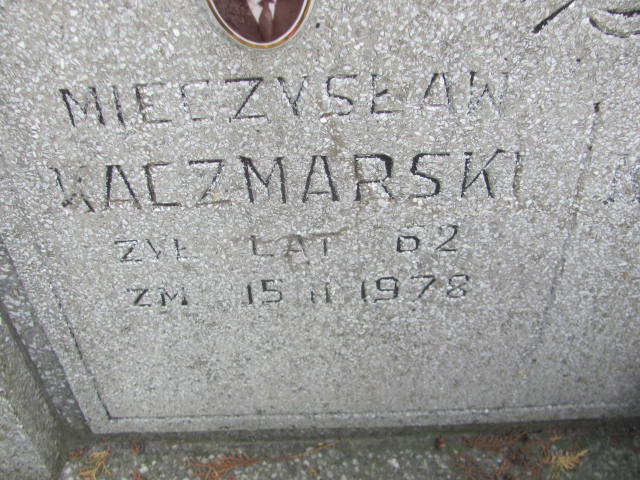 MIECZYSŁAW
KACZMARSKI
ŻYŁ LAT 62
ZM 15 II 1978